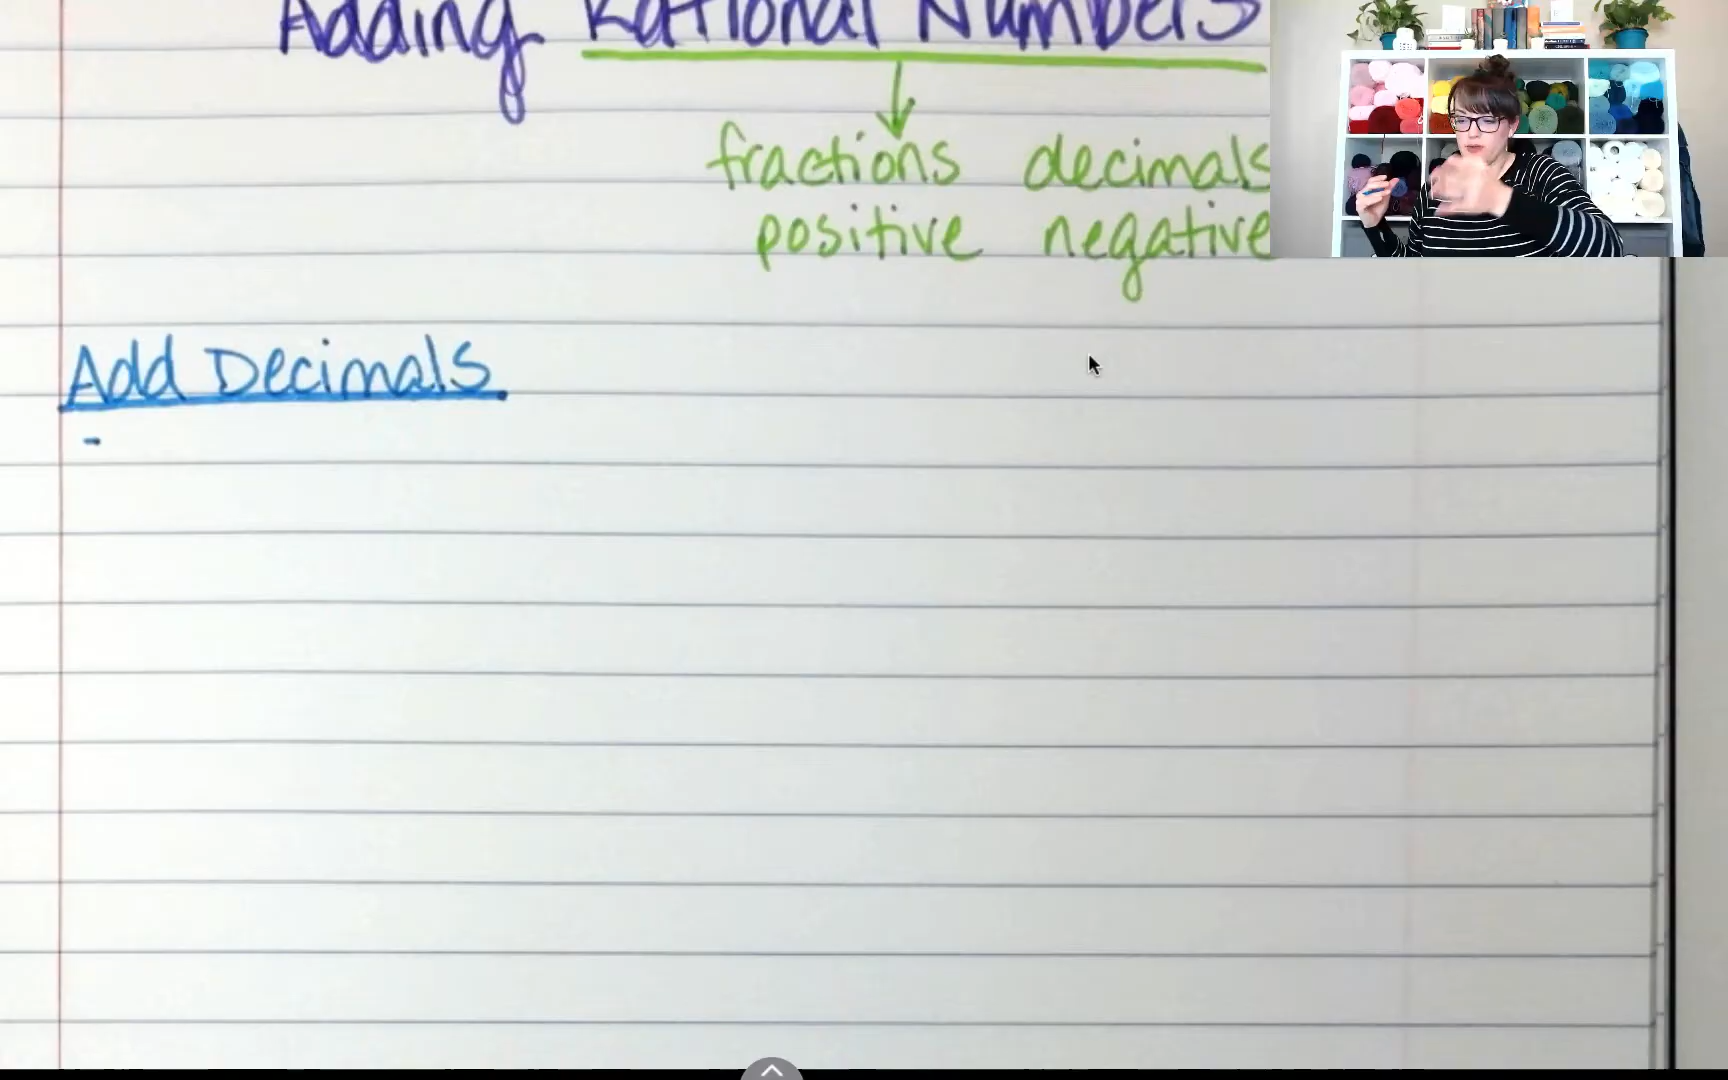 Adding Rational Numbers
fractions decimals
positive negative
Add Decimals
-